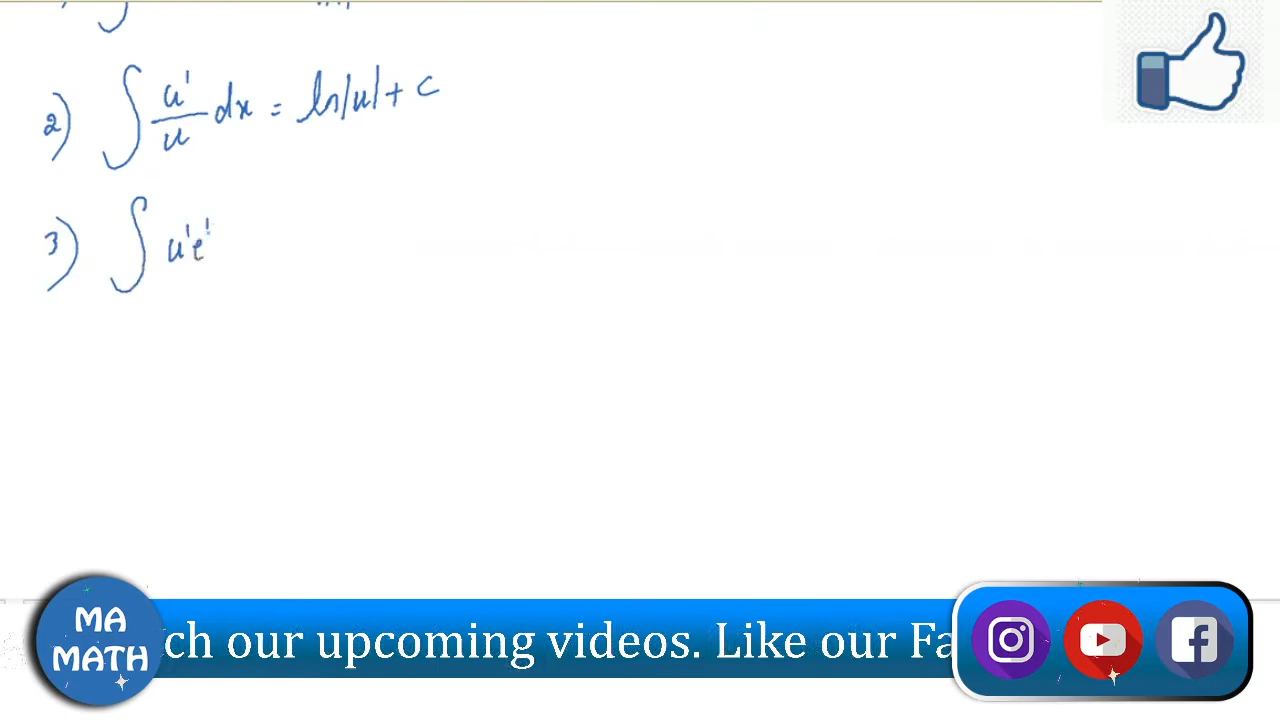 2) ∫ u'/u dx = ln|u| + c
3) ∫ u'e'
MA
MATH
ch our upcoming videos. Like our Fa